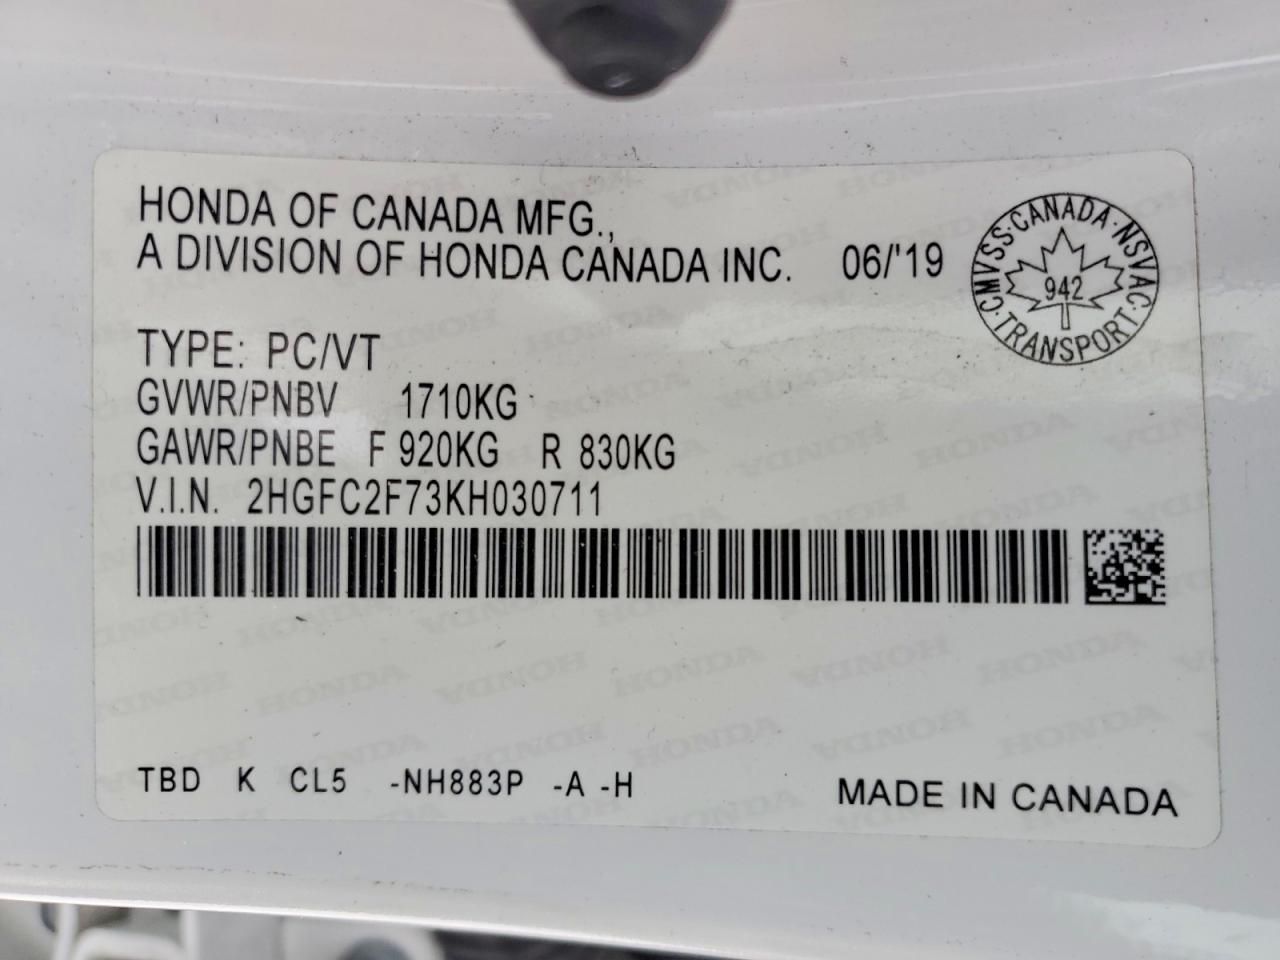 HONDA OF CANADA MFG.,
A DIVISION OF HONDA CANADA INC. 06/'19
CMVSS·CANADA·NSVAC·TRANSPORT·
942
TYPE: PC/VT
GVWR/PNBV 1710KG
GAWR/PNBE F 920KG R 830KG
V.I.N. 2HGFC2F73KH030711
TBD K CL5 -NH883P -A -H
MADE IN CANADA